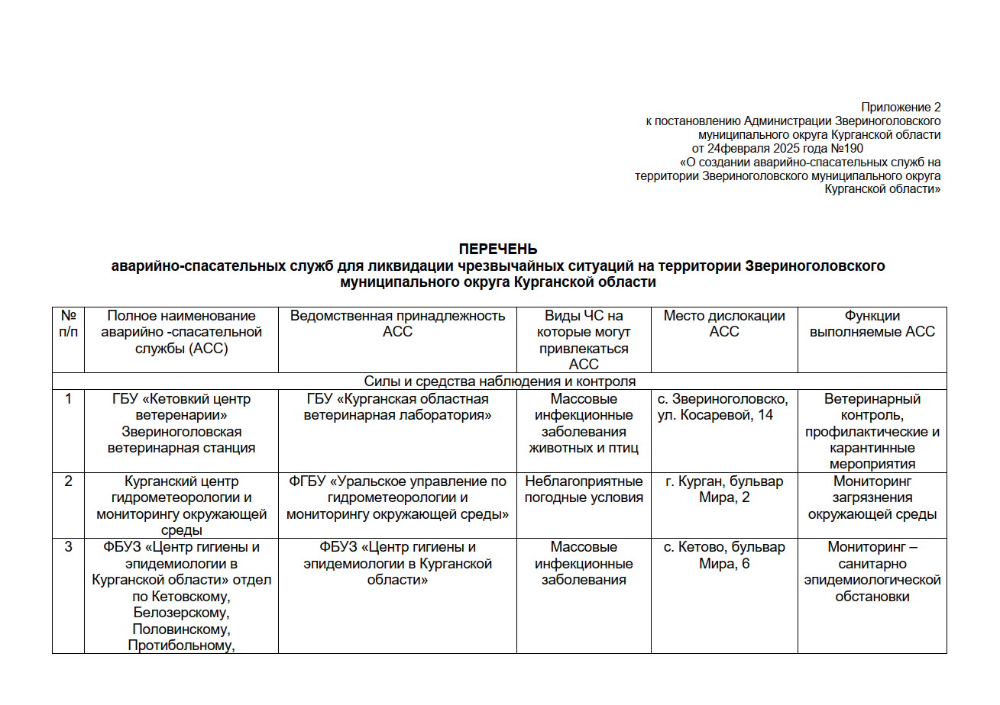 Приложение 2
к постановлению Администрации Звериноголовского
муниципального округа Курганской области
от 24февраля 2025 года №190
«О создании аварийно-спасательных служб на
территории Звериноголовского муниципального округа
Курганской области»
ПЕРЕЧЕНЬ
аварийно-спасательных служб для ликвидации чрезвычайных ситуаций на территории Звериноголовского
муниципального округа Курганской области
№
п/п
Полное наименование
аварийно -спасательной
службы (АСС)
Ведомственная принадлежность
АСС
Виды ЧС на
которые могут
привлекаться
АСС
Место дислокации
АСС
Функции
выполняемые АСС
Силы и средства наблюдения и контроля
1
ГБУ «Кетовкий центр
ветеренарии»
Звериноголовская
ветеринарная станция
ГБУ «Курганская областная
ветеринарная лаборатория»
Массовые
инфекционные
заболевания
животных и птиц
с. Звериноголовско,
ул. Косаревой, 14
Ветеринарный
контроль,
профилактические и
карантинные
мероприятия
2
Курганский центр
гидрометеорологии и
мониторингу окружающей
среды
ФГБУ «Уральское управление по
гидрометеорологии и
мониторингу окружающей среды»
Неблагоприятные
погодные условия
г. Курган, бульвар
Мира, 2
Мониторинг
загрязнения
окружающей среды
3
ФБУЗ «Центр гигиены и
эпидемиологии в
Курганской области» отдел
по Кетовскому,
Белозерскому,
Половинскому,
Протибольному,
ФБУЗ «Центр гигиены и
эпидемиологии в Курганской
области»
Массовые
инфекционные
заболевания
с. Кетово, бульвар
Мира, 6
Мониторинг –
санитарно
эпидемиологической
обстановки